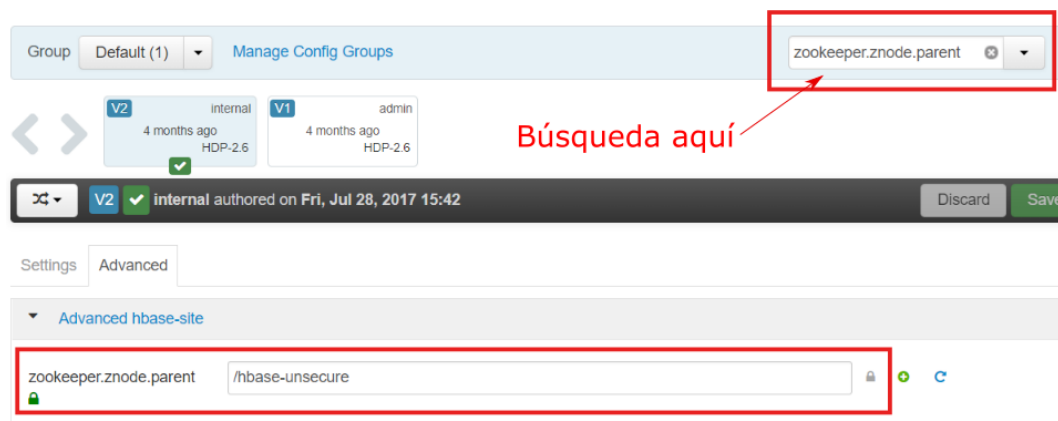 Group Default (1) Manage Config Groups zookeeper.znode.parent
V2 internal V1 admin
4 months ago 4 months ago
HDP-2.6 HDP-2.6
Búsqueda aquí
V2 internal authored on Fri, Jul 28, 2017 15:42 Discard Save
Settings Advanced
Advanced hbase-site
zookeeper.znode.parent /hbase-unsecure